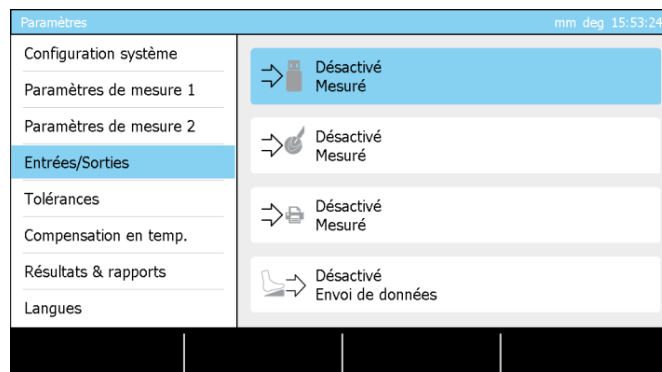 Paramètres mm deg 15:53:24
Configuration système
Paramètres de mesure 1
Paramètres de mesure 2
Entrées/Sorties
Tolérances
Compensation en temp.
Résultats & rapports
Langues
Désactivé
Mesuré
Désactivé
Mesuré
Désactivé
Mesuré
Désactivé
Envoi de données